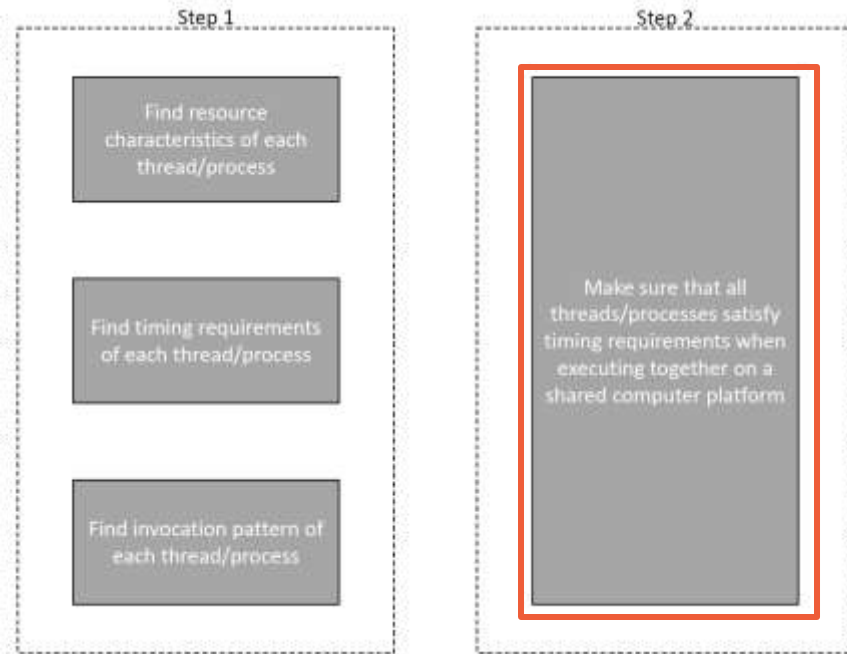 Step 1
Find resource
characteristics of each
thread/process
Find timing requirements
of each thread/process
Find invocation pattern of
each thread/process
Step 2
Make sure that all
threads/processes satisfy
timing requirements when
executing together on a
shared computer platform